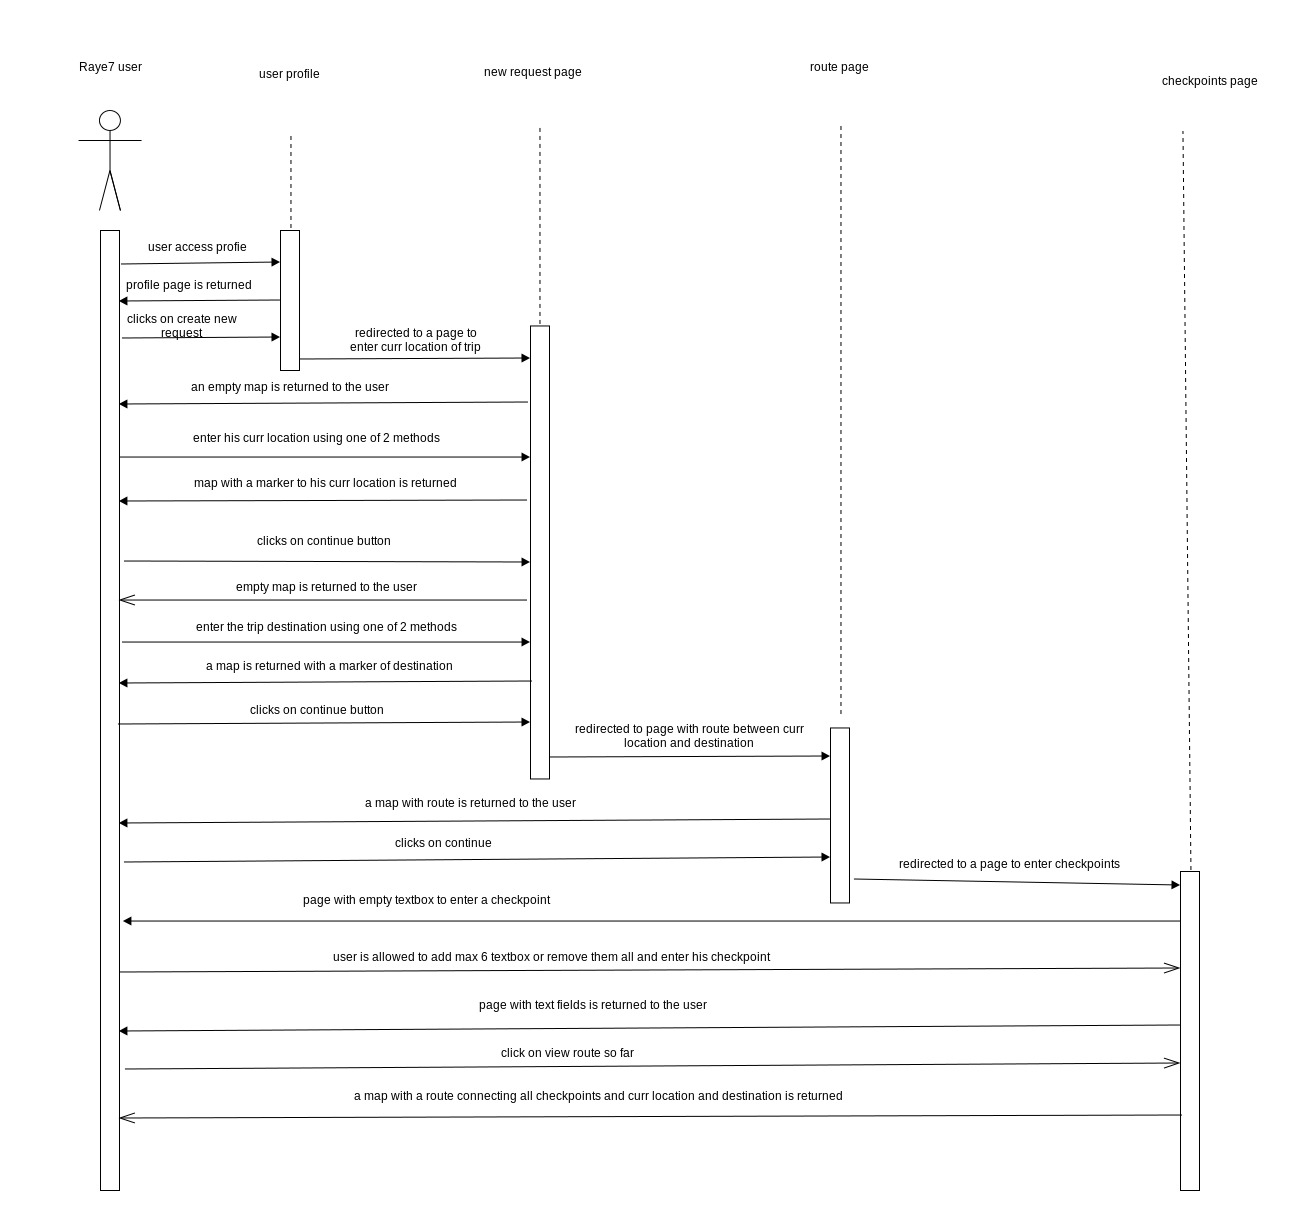 Raye7 user
user profile
new request page
route page
checkpoints page
user access profie
profile page is returned
clicks on create new
request
redirected to a page to
enter curr location of trip
an empty map is returned to the user
enter his curr location using one of 2 methods
map with a marker to his curr location is returned
clicks on continue button
empty map is returned to the user
enter the trip destination using one of 2 methods
a map is returned with a marker of destination
clicks on continue button
redirected to page with route between curr
location and destination
a map with route is returned to the user
clicks on continue
redirected to a page to enter checkpoints
page with empty textbox to enter a checkpoint
user is allowed to add max 6 textbox or remove them all and enter his checkpoint
page with text fields is returned to the user
click on view route so far
a map with a route connecting all checkpoints and curr location and destination is returned